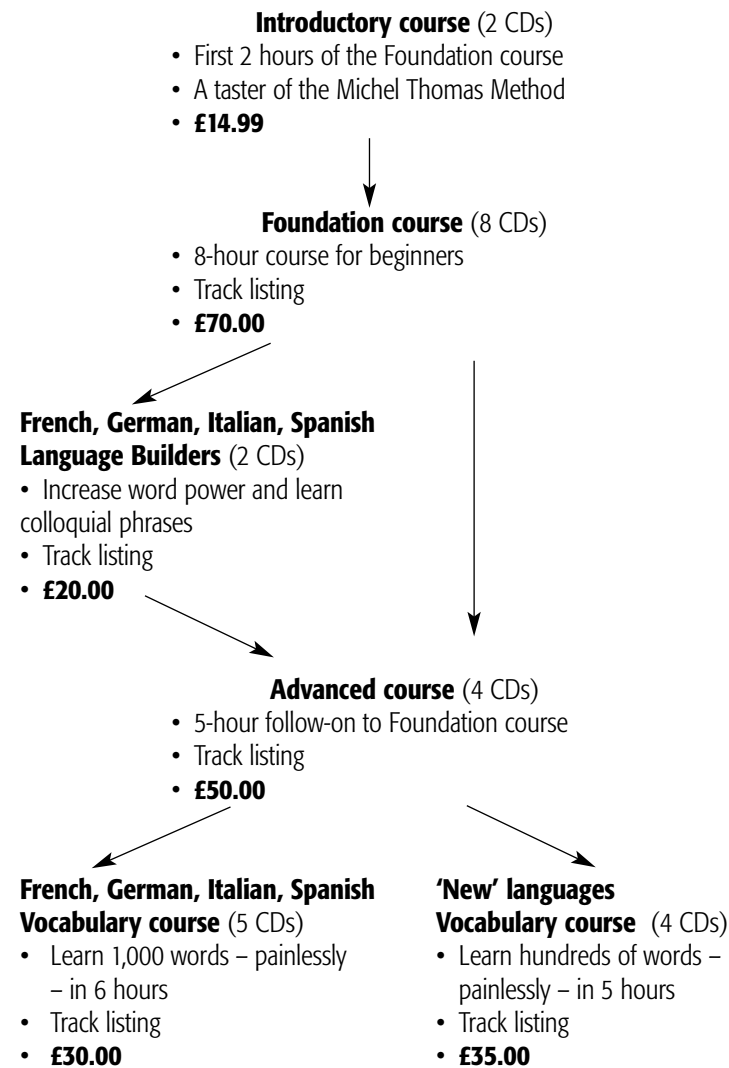 Introductory course (2 CDs)
• First 2 hours of the Foundation course
• A taster of the Michel Thomas Method
• £14.99
Foundation course (8 CDs)
• 8-hour course for beginners
• Track listing
• £70.00
French, German, Italian, Spanish
Language Builders (2 CDs)
• Increase word power and learn
colloquial phrases
• Track listing
• £20.00
Advanced course (4 CDs)
• 5-hour follow-on to Foundation course
• Track listing
• £50.00
French, German, Italian, Spanish
Vocabulary course (5 CDs)
• Learn 1,000 words – painlessly
– in 6 hours
• Track listing
• £30.00
‘New’ languages
Vocabulary course (4 CDs)
• Learn hundreds of words –
painlessly – in 5 hours
• Track listing
• £35.00